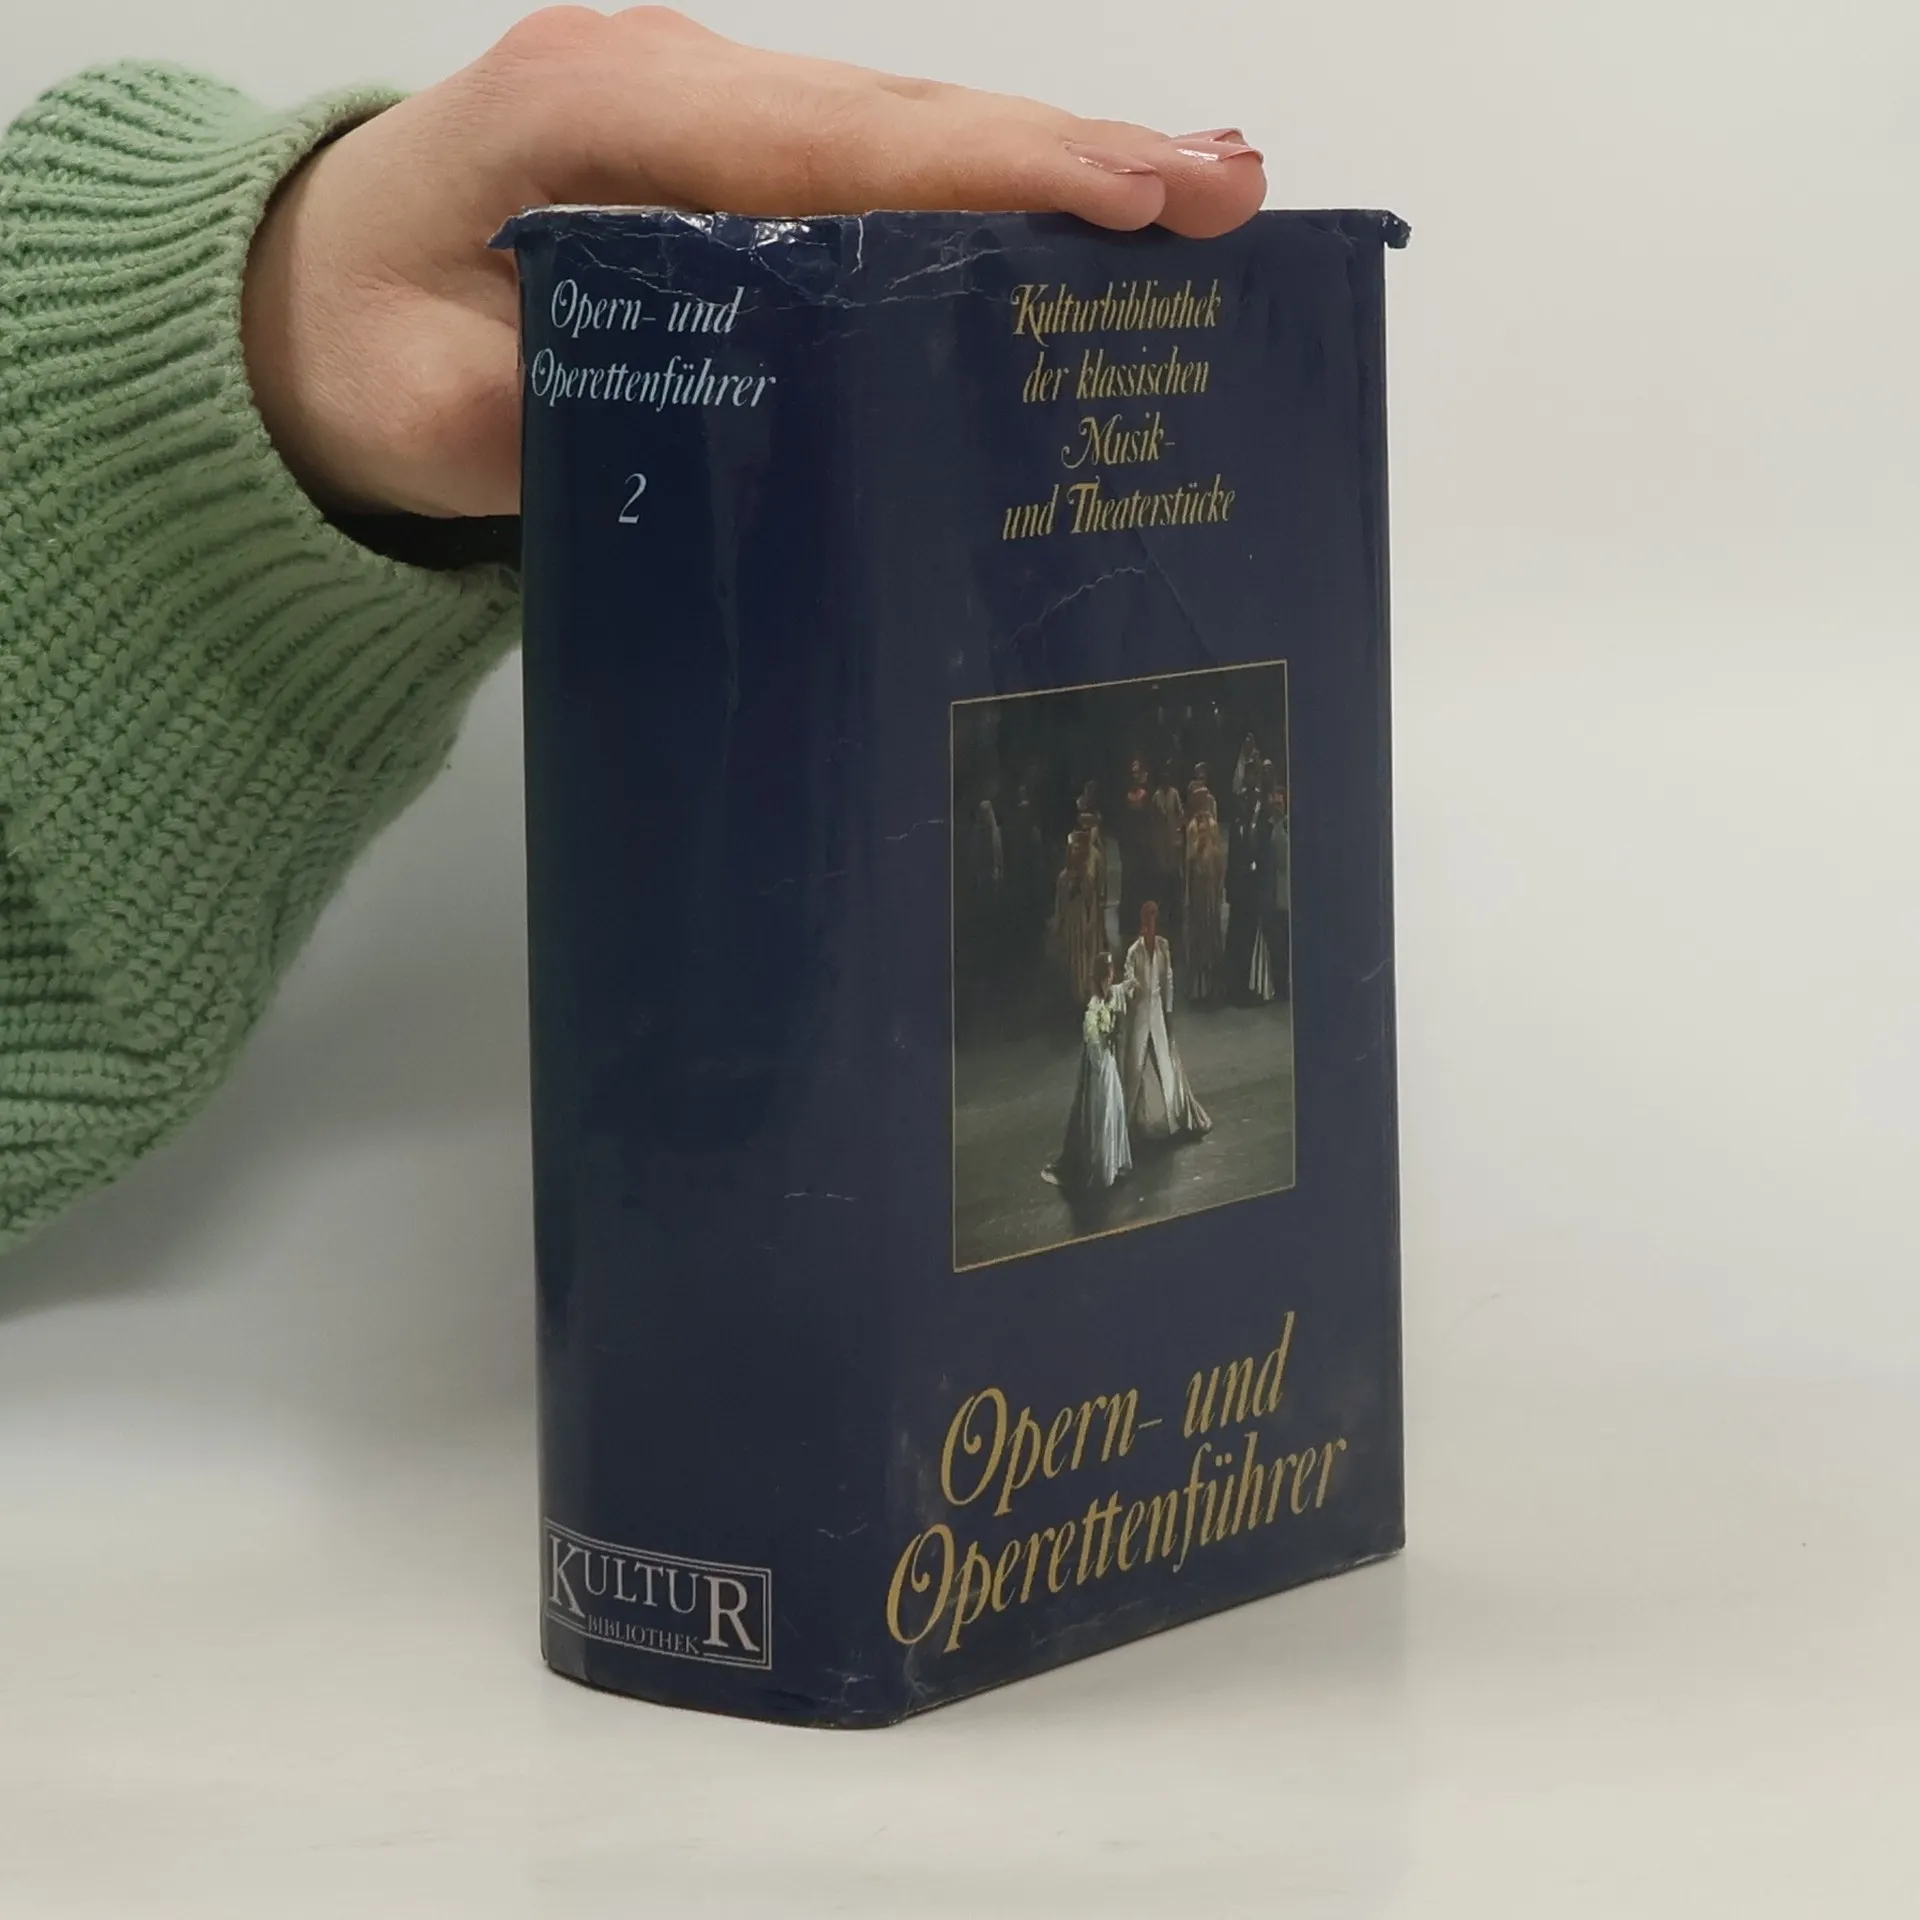 Opern- und
Operettenführer
2
KULTUR
BIBLIOTHEK
Kulturbibliothek
der klassischen
Musik-
und Theaterstücke
Opern- und
Operettenführer